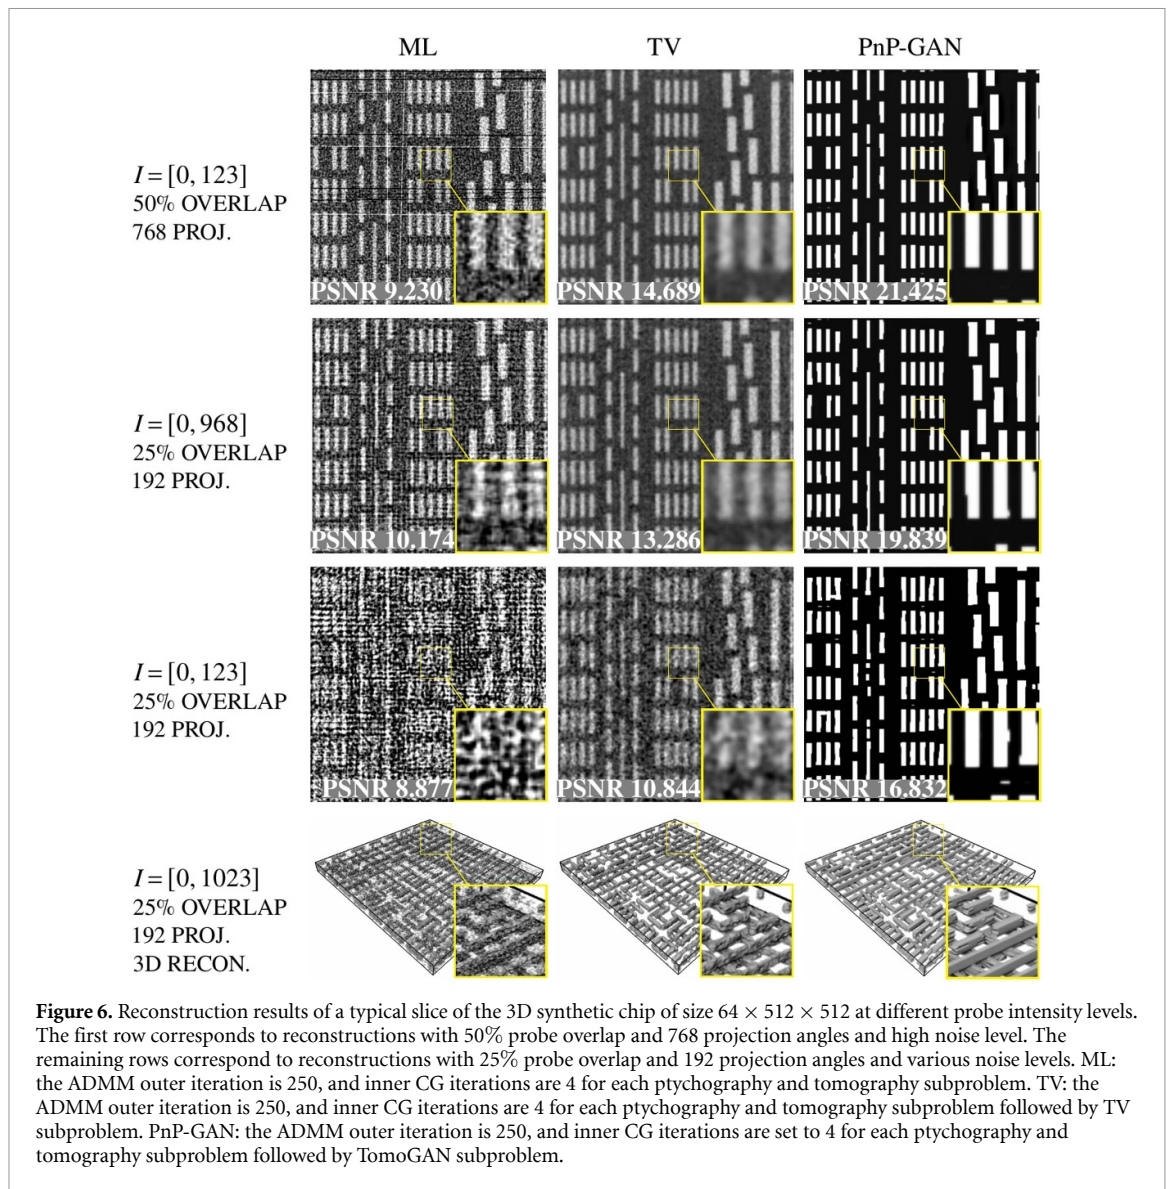 ML TV PnP-GAN
I = [0, 123]
50% OVERLAP
768 PROJ.
PSNR 9.230 PSNR 14.689 PSNR 21.425
I = [0, 968]
25% OVERLAP
192 PROJ.
PSNR 10.174 PSNR 13.286 PSNR 19.839
I = [0, 123]
25% OVERLAP
192 PROJ.
PSNR 8.877 PSNR 10.844 PSNR 16.832
I = [0, 1023]
25% OVERLAP
192 PROJ.
3D RECON.
Figure 6. Reconstruction results of a typical slice of the 3D synthetic chip of size 64 × 512 × 512 at different probe intensity levels.
The first row corresponds to reconstructions with 50% probe overlap and 768 projection angles and high noise level. The
remaining rows correspond to reconstructions with 25% probe overlap and 192 projection angles and various noise levels. ML:
the ADMM outer iteration is 250, and inner CG iterations are 4 for each ptychography and tomography subproblem. TV: the
ADMM outer iteration is 250, and inner CG iterations are 4 for each ptychography and tomography subproblem followed by TV
subproblem. PnP-GAN: the ADMM outer iteration is 250, and inner CG iterations are set to 4 for each ptychography and
tomography subproblem followed by TomoGAN subproblem.